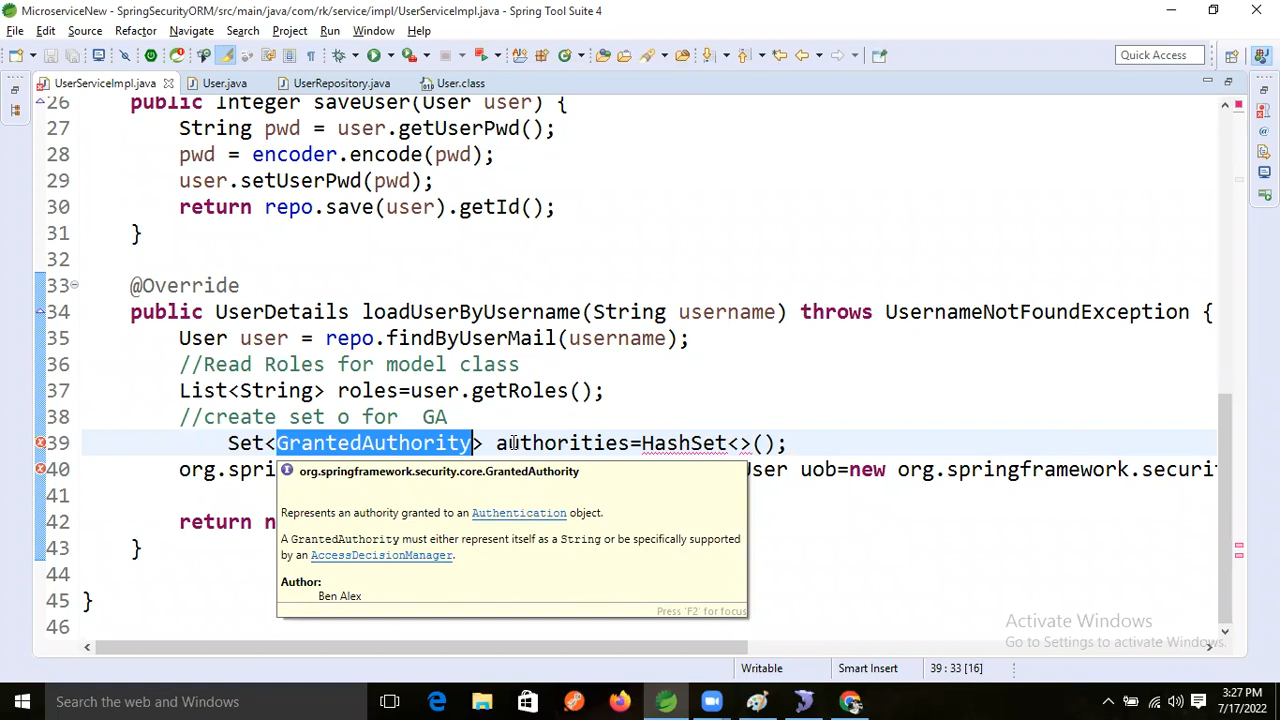 MicroserviceNew - SpringSecurityORM/src/main/java/com/rk/service/impl/UserServiceImpl.java - Spring Tool Suite 4
File Edit Source Refactor Navigate Search Project Run Window Help
Quick Access
UserServiceImpl.java User.java UserRepository.java User.class
26 public Integer saveUser(User user) {
27 String pwd = user.getUserPwd();
28 pwd = encoder.encode(pwd);
29 user.setUserPwd(pwd);
30 return repo.save(user).getId();
31 }
32
33 @Override
34 public UserDetails loadUserByUsername(String username) throws UsernameNotFoundException {
35 User user = repo.findByUserMail(username);
36 //Read Roles for model class
37 List<String> roles=user.getRoles();
38 //create set o for  GA
39 Set<GrantedAuthority> authorities=HashSet<>();
40 org.spri User uob=new org.springframework.securit
org.springframework.security.core.GrantedAuthority
41
Represents an authority granted to an Authentication object.
42 return n
A GrantedAuthority must either represent itself as a String or be specifically supported
43 }
by an AccessDecisionManager.
44
Author:
45 }
Ben Alex
Press 'F2' for focus
46
Activate Windows
Go to Settings to activate Windows.
Writable Smart Insert 39 : 33 [16]
Search the web and Windows
3:27 PM
7/17/2022